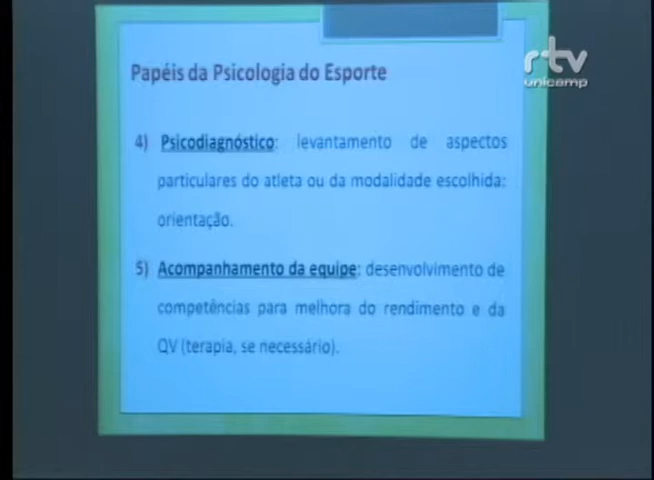 Papéis da Psicologia do Esporte
rtv
unicamp
4) Psicodiagnóstico: levantamento de aspectos
particulares do atleta ou da modalidade escolhida:
orientação.
5) Acompanhamento da equipe: desenvolvimento de
competências para melhora do rendimento e da
QV (terapia, se necessário).